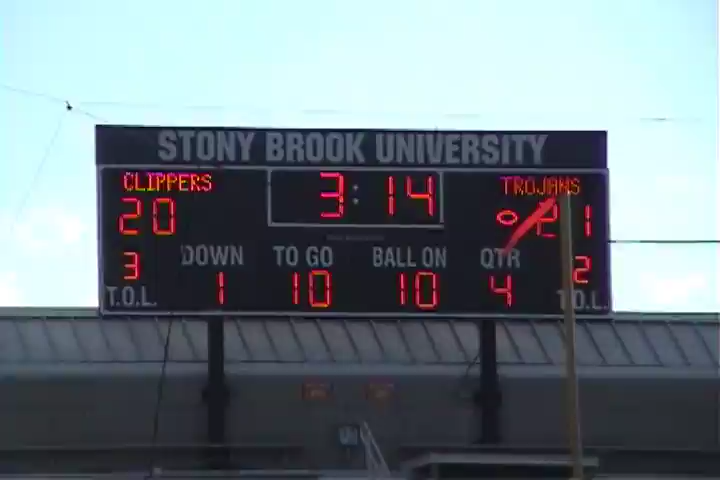 STONY BROOK UNIVERSITY
CLIPPERS 3:14 TROJANS
20 21
DOWN TO GO BALL ON QTR
3 1 10 10 4 2
T.O.L. T.O.L.